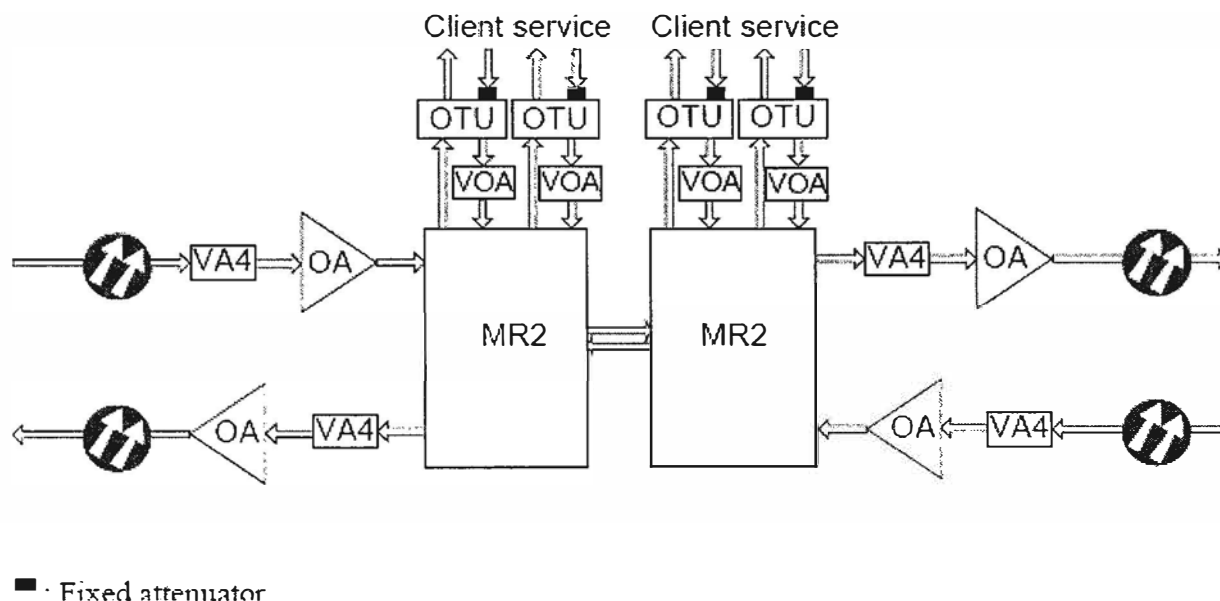 Client service Client service
OTU OTU OTU OTU
VOA VOA VOA VOA
VA4 OA VA4 OA
MR2 MR2
OA VA4 OA VA4
: Fixed attenuator